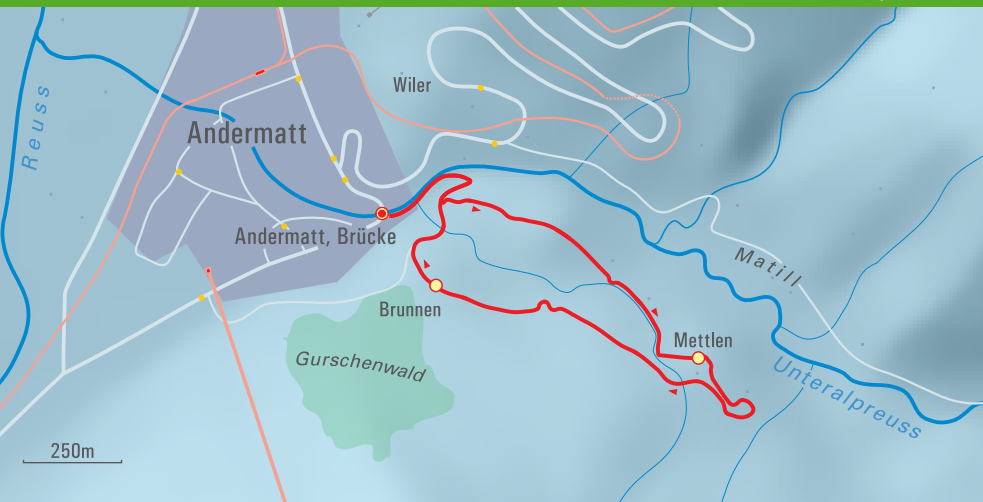 Wiler
Reuss
Andermatt
Andermatt, Brücke
Matill
Brunnen
Mettlen
Gurschenwald
Unteralpreuss
250m